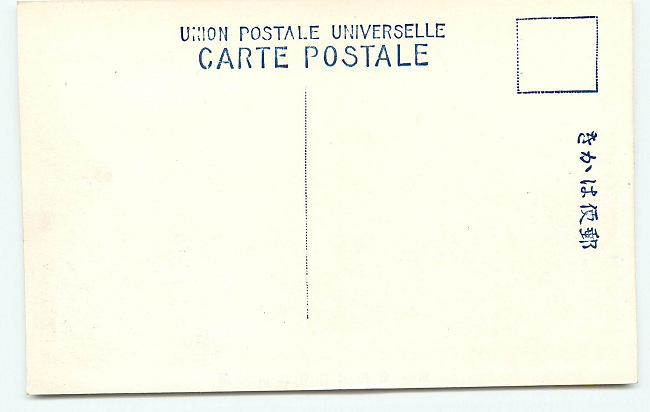 UNION POSTALE UNIVERSELLE
CARTE POSTALE
郵便はかき